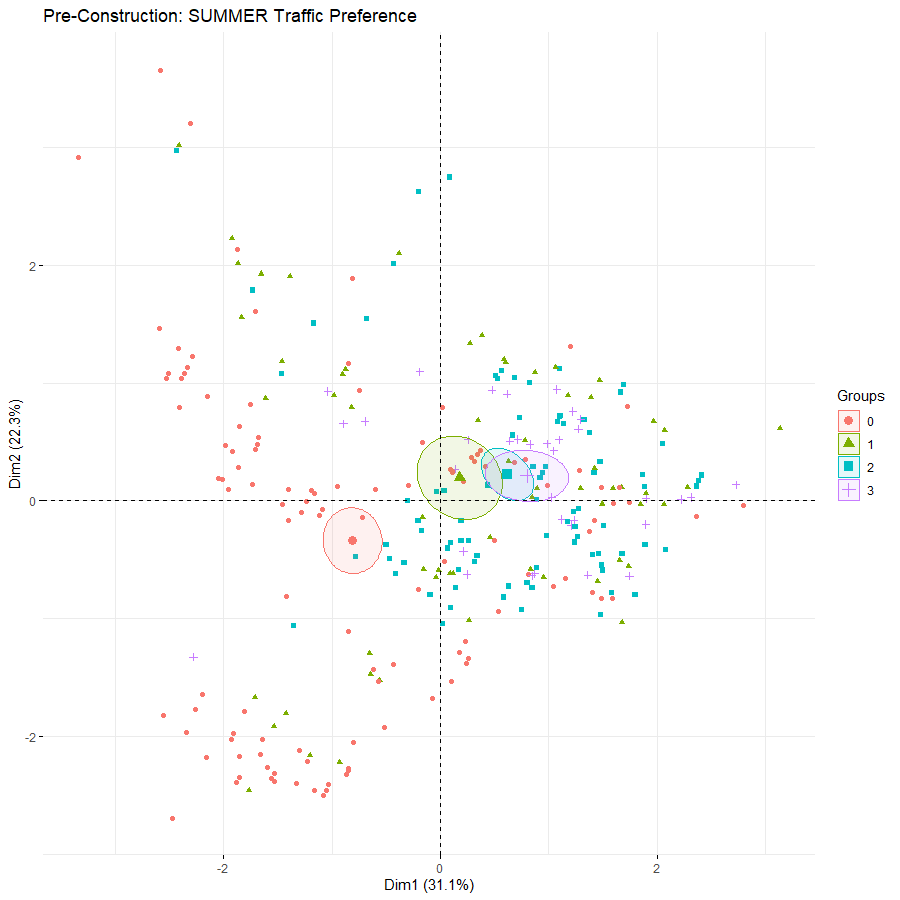 Pre-Construction: SUMMER Traffic Preference
2
0
-2
Dim2 (22.3%)
-2
0
2
Dim1 (31.1%)
Groups
0
1
2
3